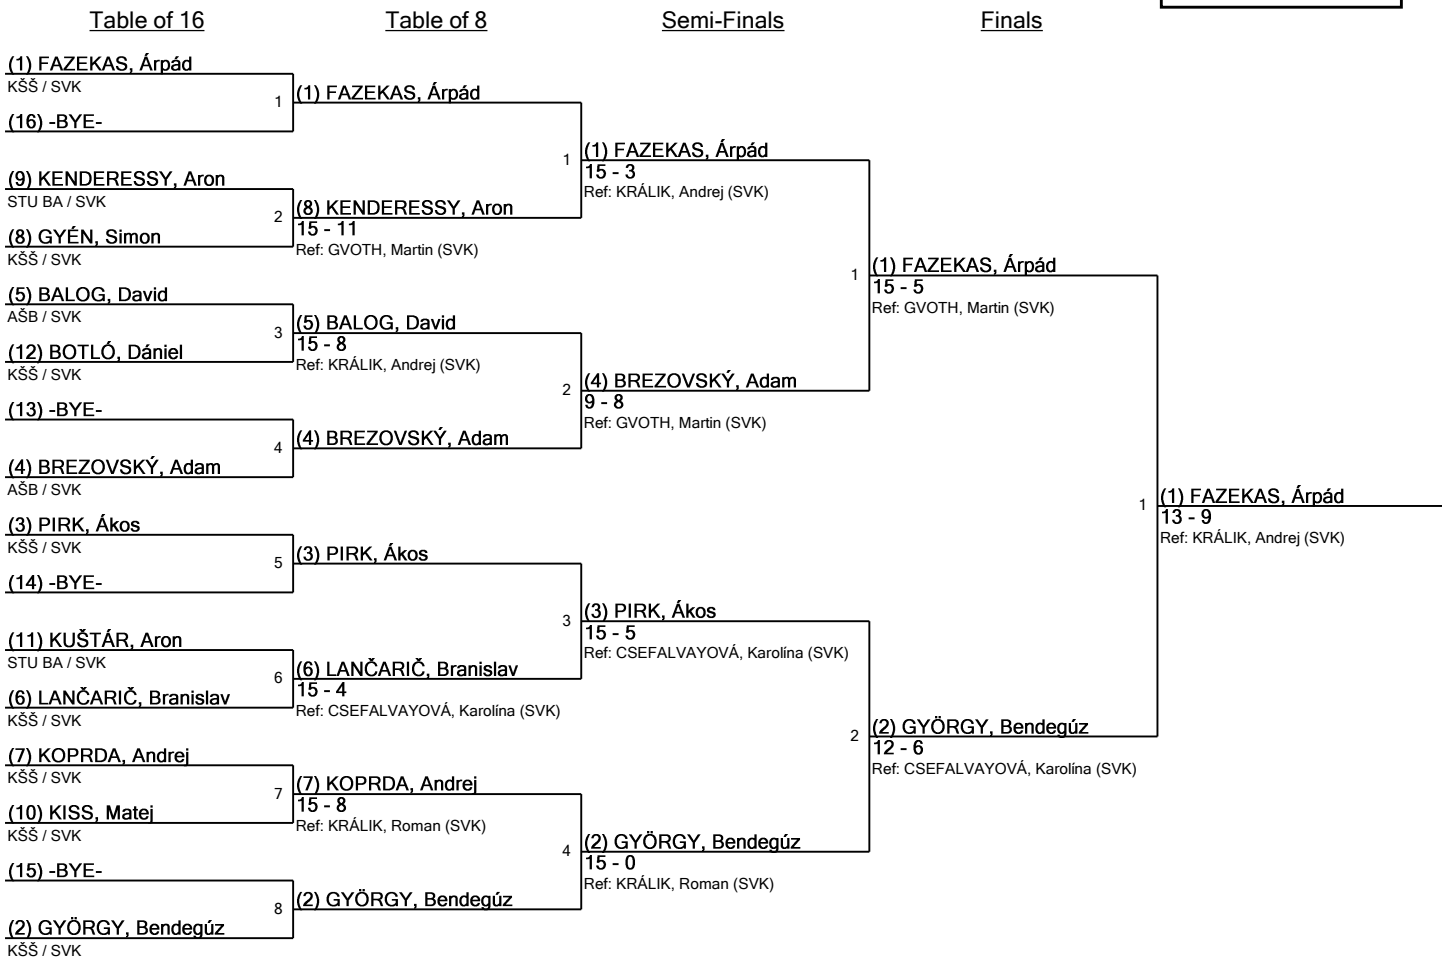 Table of 16
Table of 8
Semi-Finals
Finals
(1) FAZEKAS, Árpád
KŠŠ / SVK
1
(16) -BYE-
(9) KENDERESSY, Aron
STU BA / SVK
2
(8) GYÉN, Simon
KŠŠ / SVK
(5) BALOG, David
AŠB / SVK
3
(12) BOTLÓ, Dániel
KŠŠ / SVK
(13) -BYE-
4
(4) BREZOVSKÝ, Adam
AŠB / SVK
(3) PIRK, Ákos
KŠŠ / SVK
5
(14) -BYE-
(11) KUŠTÁR, Aron
STU BA / SVK
6
(6) LANČARIČ, Branislav
KŠŠ / SVK
(7) KOPRDA, Andrej
KŠŠ / SVK
7
(10) KISS, Matej
KŠŠ / SVK
(15) -BYE-
8
(2) GYÖRGY, Bendegúz
KŠŠ / SVK
(1) FAZEKAS, Árpád
1
(8) KENDERESSY, Aron
15 - 11
Ref: GVOTH, Martin (SVK)
(5) BALOG, David
15 - 8
Ref: KRÁLIK, Andrej (SVK)
2
(4) BREZOVSKÝ, Adam
(3) PIRK, Ákos
3
(6) LANČARIČ, Branislav
15 - 4
Ref: CSEFALVAYOVÁ, Karolína (SVK)
(7) KOPRDA, Andrej
15 - 8
Ref: KRÁLIK, Roman (SVK)
4
(2) GYÖRGY, Bendegúz
(1) FAZEKAS, Árpád
15 - 3
Ref: KRÁLIK, Andrej (SVK)
1
(4) BREZOVSKÝ, Adam
9 - 8
Ref: GVOTH, Martin (SVK)
(3) PIRK, Ákos
15 - 5
Ref: CSEFALVAYOVÁ, Karolína (SVK)
2
(2) GYÖRGY, Bendegúz
15 - 0
Ref: KRÁLIK, Roman (SVK)
(1) FAZEKAS, Árpád
15 - 5
Ref: GVOTH, Martin (SVK)
1
(2) GYÖRGY, Bendegúz
12 - 6
Ref: CSEFALVAYOVÁ, Karolína (SVK)
(1) FAZEKAS, Árpád
13 - 9
Ref: KRÁLIK, Andrej (SVK)